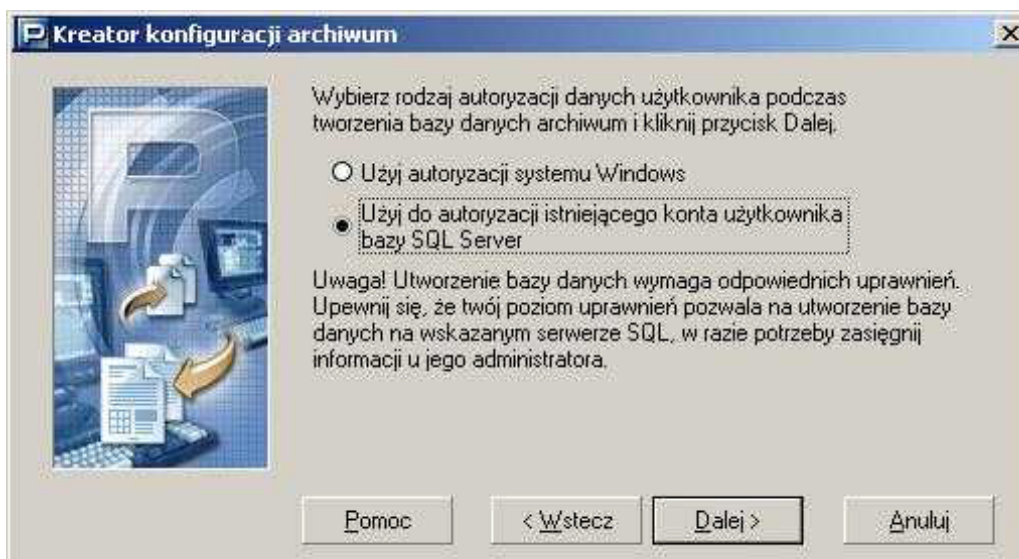 Kreator konfiguracji archiwum
Wybierz rodzaj autoryzacji danych użytkownika podczas
tworzenia bazy danych archiwum i kliknij przycisk Dalej.
Użyj autoryzacji systemu Windows
Użyj do autoryzacji istniejącego konta użytkownika
bazy SQL Server
Uwaga! Utworzenie bazy danych wymaga odpowiednich uprawnień.
Upewnij się, że twój poziom uprawnień pozwala na utworzenie bazy
danych na wskazanym serwerze SQL, w razie potrzeby zasięgnij
informacji u jego administratora.
Pomoc
< Wstecz
Dalej >
Anuluj